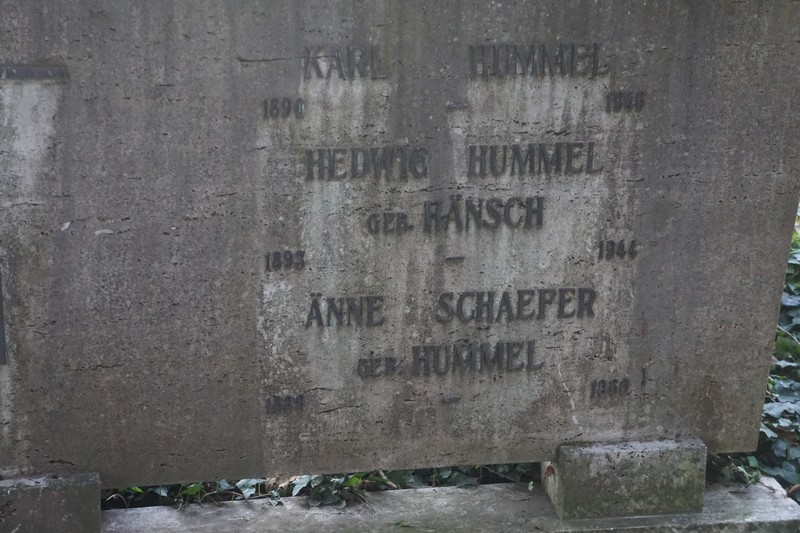 KARL HUMMEL
1890 –
HEDWIG HUMMEL
GEB. HÄNSCH
1893 – 1944
ÄNNE SCHAEFER
GEB. HUMMEL
–